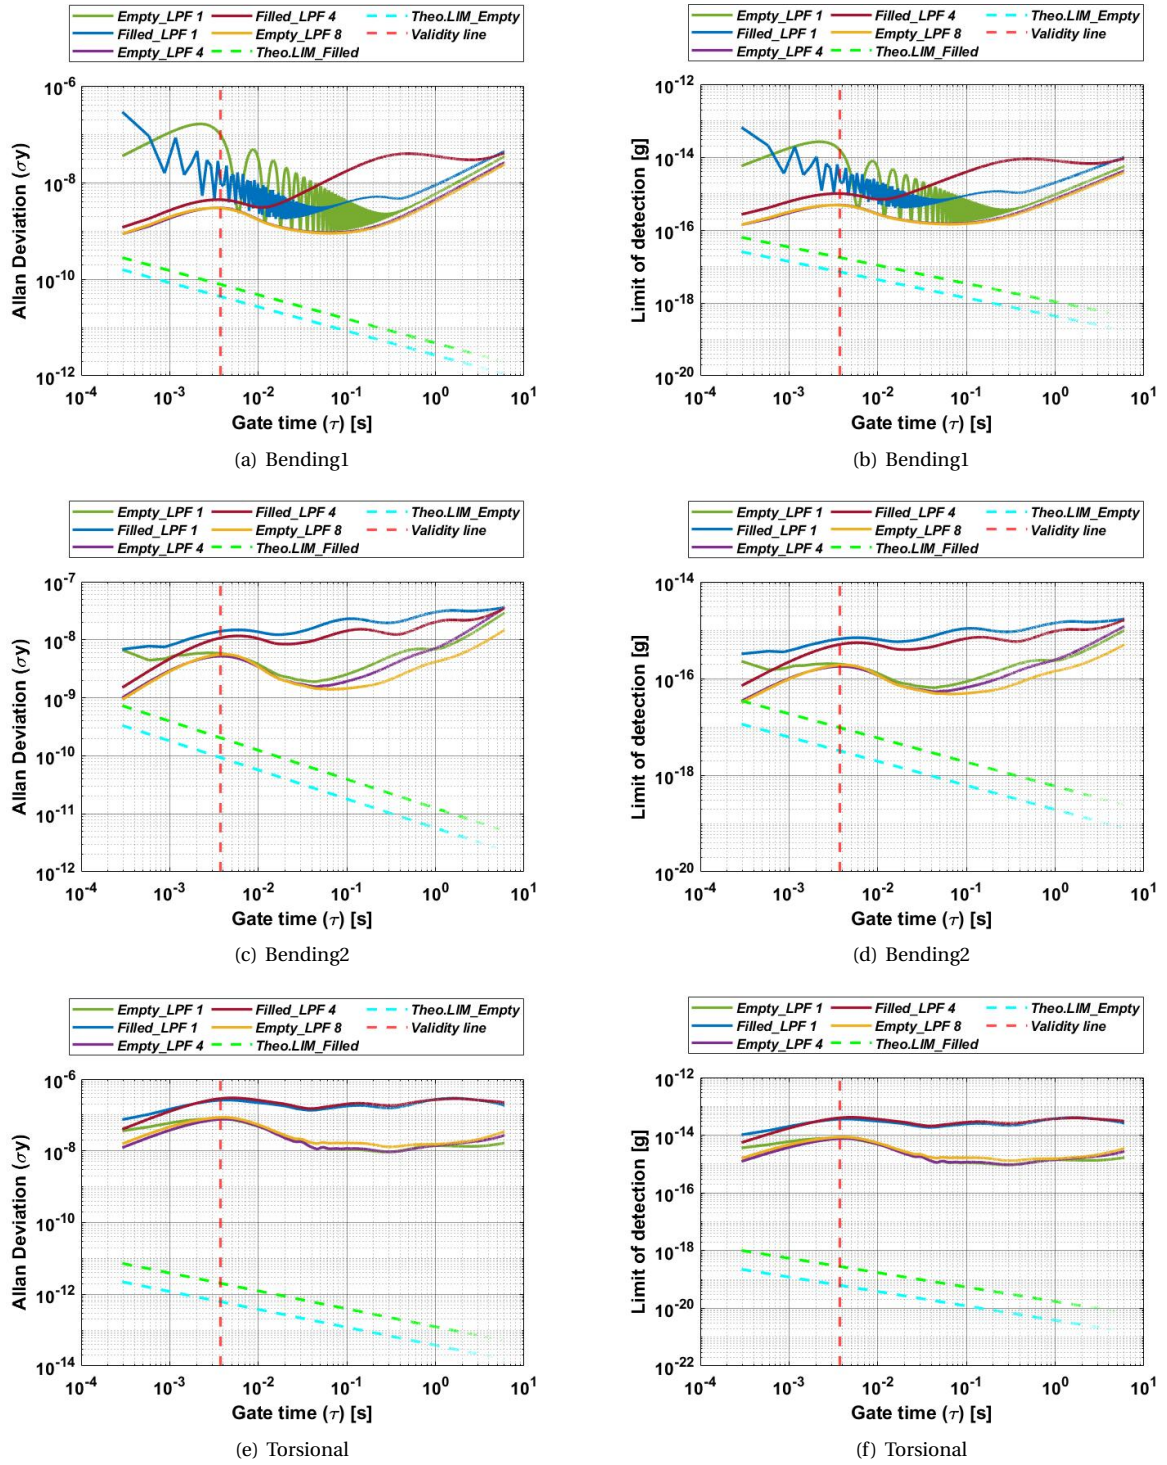 Empty_LPF 1 Filled_LPF 4 Theo.LIM_Empty
Filled_LPF 1 Empty_LPF 8 Validity line
Empty_LPF 4 Theo.LIM_Filled
10^-6
10^-8
10^-10
10^-12
Allan Deviation (σy)
10^-4 10^-3 10^-2 10^-1 10^0 10^1
Gate time (τ) [s]
(a) Bending1
Empty_LPF 1 Filled_LPF 4 Theo.LIM_Empty
Filled_LPF 1 Empty_LPF 8 Validity line
Empty_LPF 4 Theo.LIM_Filled
10^-12
10^-14
10^-16
10^-18
10^-20
Limit of detection [g]
10^-4 10^-3 10^-2 10^-1 10^0 10^1
Gate time (τ) [s]
(b) Bending1
Empty_LPF 1 Filled_LPF 4 Theo.LIM_Empty
Filled_LPF 1 Empty_LPF 8 Validity line
Empty_LPF 4 Theo.LIM_Filled
10^-7
10^-8
10^-9
10^-10
10^-11
10^-12
Allan Deviation (σy)
10^-4 10^-3 10^-2 10^-1 10^0 10^1
Gate time (τ) [s]
(c) Bending2
Empty_LPF 1 Filled_LPF 4 Theo.LIM_Empty
Filled_LPF 1 Empty_LPF 8 Validity line
Empty_LPF 4 Theo.LIM_Filled
10^-14
10^-16
10^-18
10^-20
Limit of detection [g]
10^-4 10^-3 10^-2 10^-1 10^0 10^1
Gate time (τ) [s]
(d) Bending2
Empty_LPF 1 Filled_LPF 4 Theo.LIM_Empty
Filled_LPF 1 Empty_LPF 8 Validity line
Empty_LPF 4 Theo.LIM_Filled
10^-6
10^-8
10^-10
10^-12
10^-14
Allan Deviation (σy)
10^-4 10^-3 10^-2 10^-1 10^0 10^1
Gate time (τ) [s]
(e) Torsional
Empty_LPF 1 Filled_LPF 4 Theo.LIM_Empty
Filled_LPF 1 Empty_LPF 8 Validity line
Empty_LPF 4 Theo.LIM_Filled
10^-12
10^-14
10^-16
10^-18
10^-20
10^-22
Limit of detection [g]
10^-4 10^-3 10^-2 10^-1 10^0 10^1
Gate time (τ) [s]
(f) Torsional